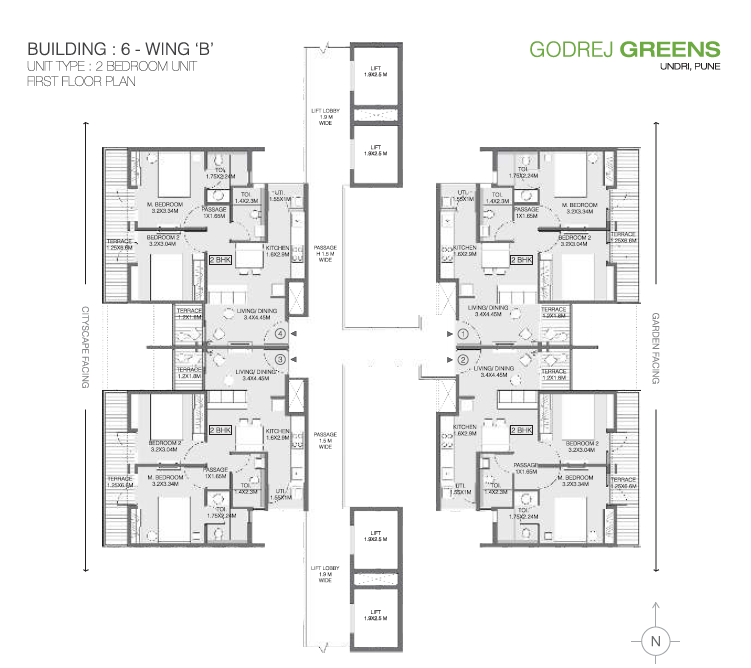 BUILDING : 6 - WING 'B'
UNIT TYPE : 2 BEDROOM UNIT
FIRST FLOOR PLAN
GODREJ GREENS
UNDRI, PUNE
LIFT
1.9X2.5 M
LIFT LOBBY
1.9 M
WIDE
LIFT
1.9X2.5 M
TOI.
1.75X2.24M
M. BEDROOM
3.2X3.34M
TOI.
1.4X2.3M
UTI.
1.55X1M
PASSAGE
1X1.65M
BEDROOM 2
3.2X3.04M
TERRACE
1.25X6.6M
KITCHEN
1.6X2.9M
2 BHK
LIVING/ DINING
3.4X4.45M
TERRACE
1.2X1.8M
4
PASSAGE
H 1.5 M
WIDE
TOI.
1.75X2.24M
UTI.
1.55X1M
TOI.
1.4X2.3M
M. BEDROOM
3.2X3.34M
PASSAGE
1X1.65M
BEDROOM 2
3.2X3.04M
TERRACE
1.25X6.6M
KITCHEN
1.6X2.9M
2 BHK
LIVING/ DINING
3.4X4.45M
TERRACE
1.2X1.8M
1
CITYSCAPE FACING
GARDEN FACING
3
TERRACE
1.2X1.8M
LIVING/ DINING
3.4X4.45M
2 BHK
KITCHEN
1.6X2.9M
BEDROOM 2
3.2X3.04M
PASSAGE
1X1.65M
M. BEDROOM
3.2X3.34M
TERRACE
1.25X6.6M
TOI.
1.4X2.3M
UTI.
1.55X1M
TOI.
1.75X2.24M
PASSAGE
1.5 M
WIDE
2
LIVING/ DINING
3.4X4.45M
TERRACE
1.2X1.8M
KITCHEN
1.6X2.9M
2 BHK
BEDROOM 2
3.2X3.04M
PASSAGE
1X1.65M
M. BEDROOM
3.2X3.34M
TERRACE
1.25X6.6M
UTI.
1.55X1M
TOI.
1.4X2.3M
TOI.
1.75X2.24M
LIFT
1.9X2.5 M
LIFT LOBBY
1.9 M
WIDE
LIFT
1.9X2.5 M
N